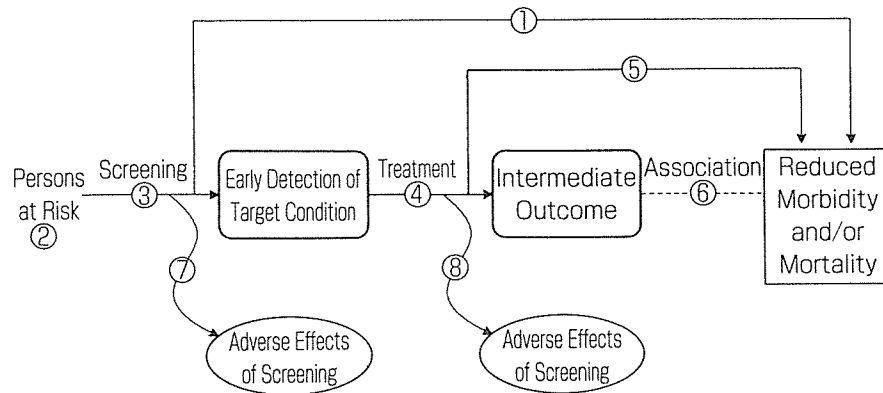 ①
⑤
Screening
③
Persons
at Risk
②
Early Detection of
Target Condition
Treatment
④
Intermediate
Outcome
Association
⑥
Reduced
Morbidity
and/or
Mortality
⑦
⑧
Adverse Effects
of Screening
Adverse Effects
of Screening